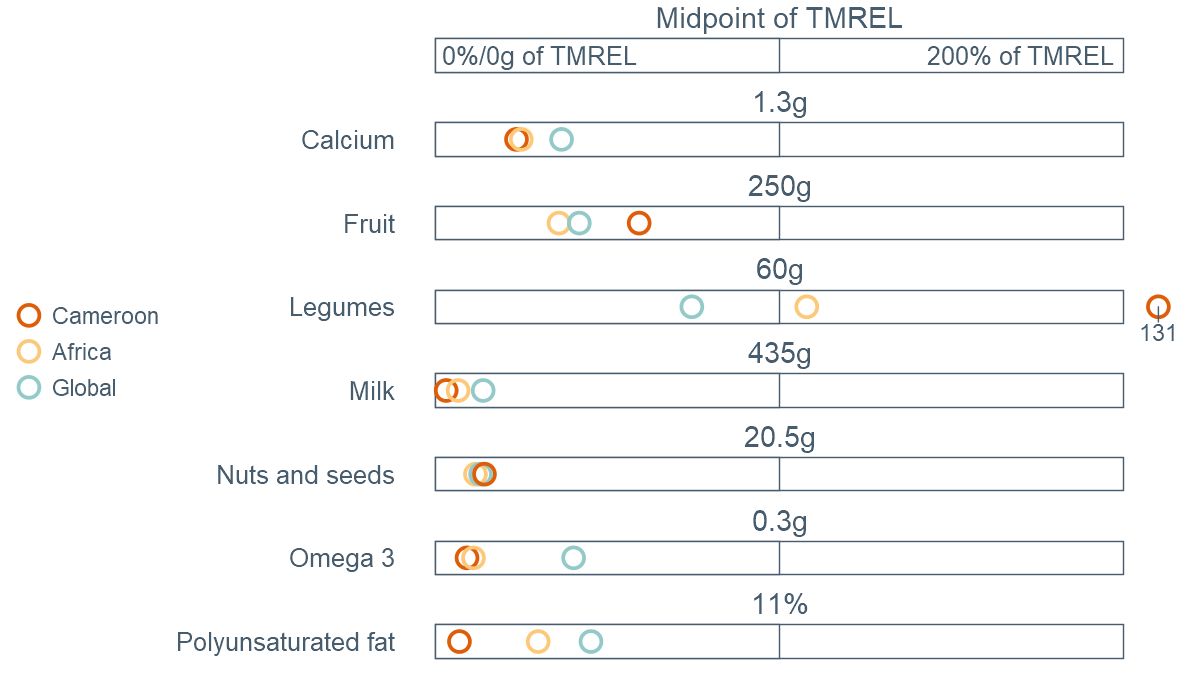 Midpoint of TMREL
0%/0g of TMREL 200% of TMREL
1.3g
Calcium
250g
Fruit
60g
Legumes
131
435g
Milk
20.5g
Nuts and seeds
0.3g
Omega 3
11%
Polyunsaturated fat
Cameroon
Africa
Global